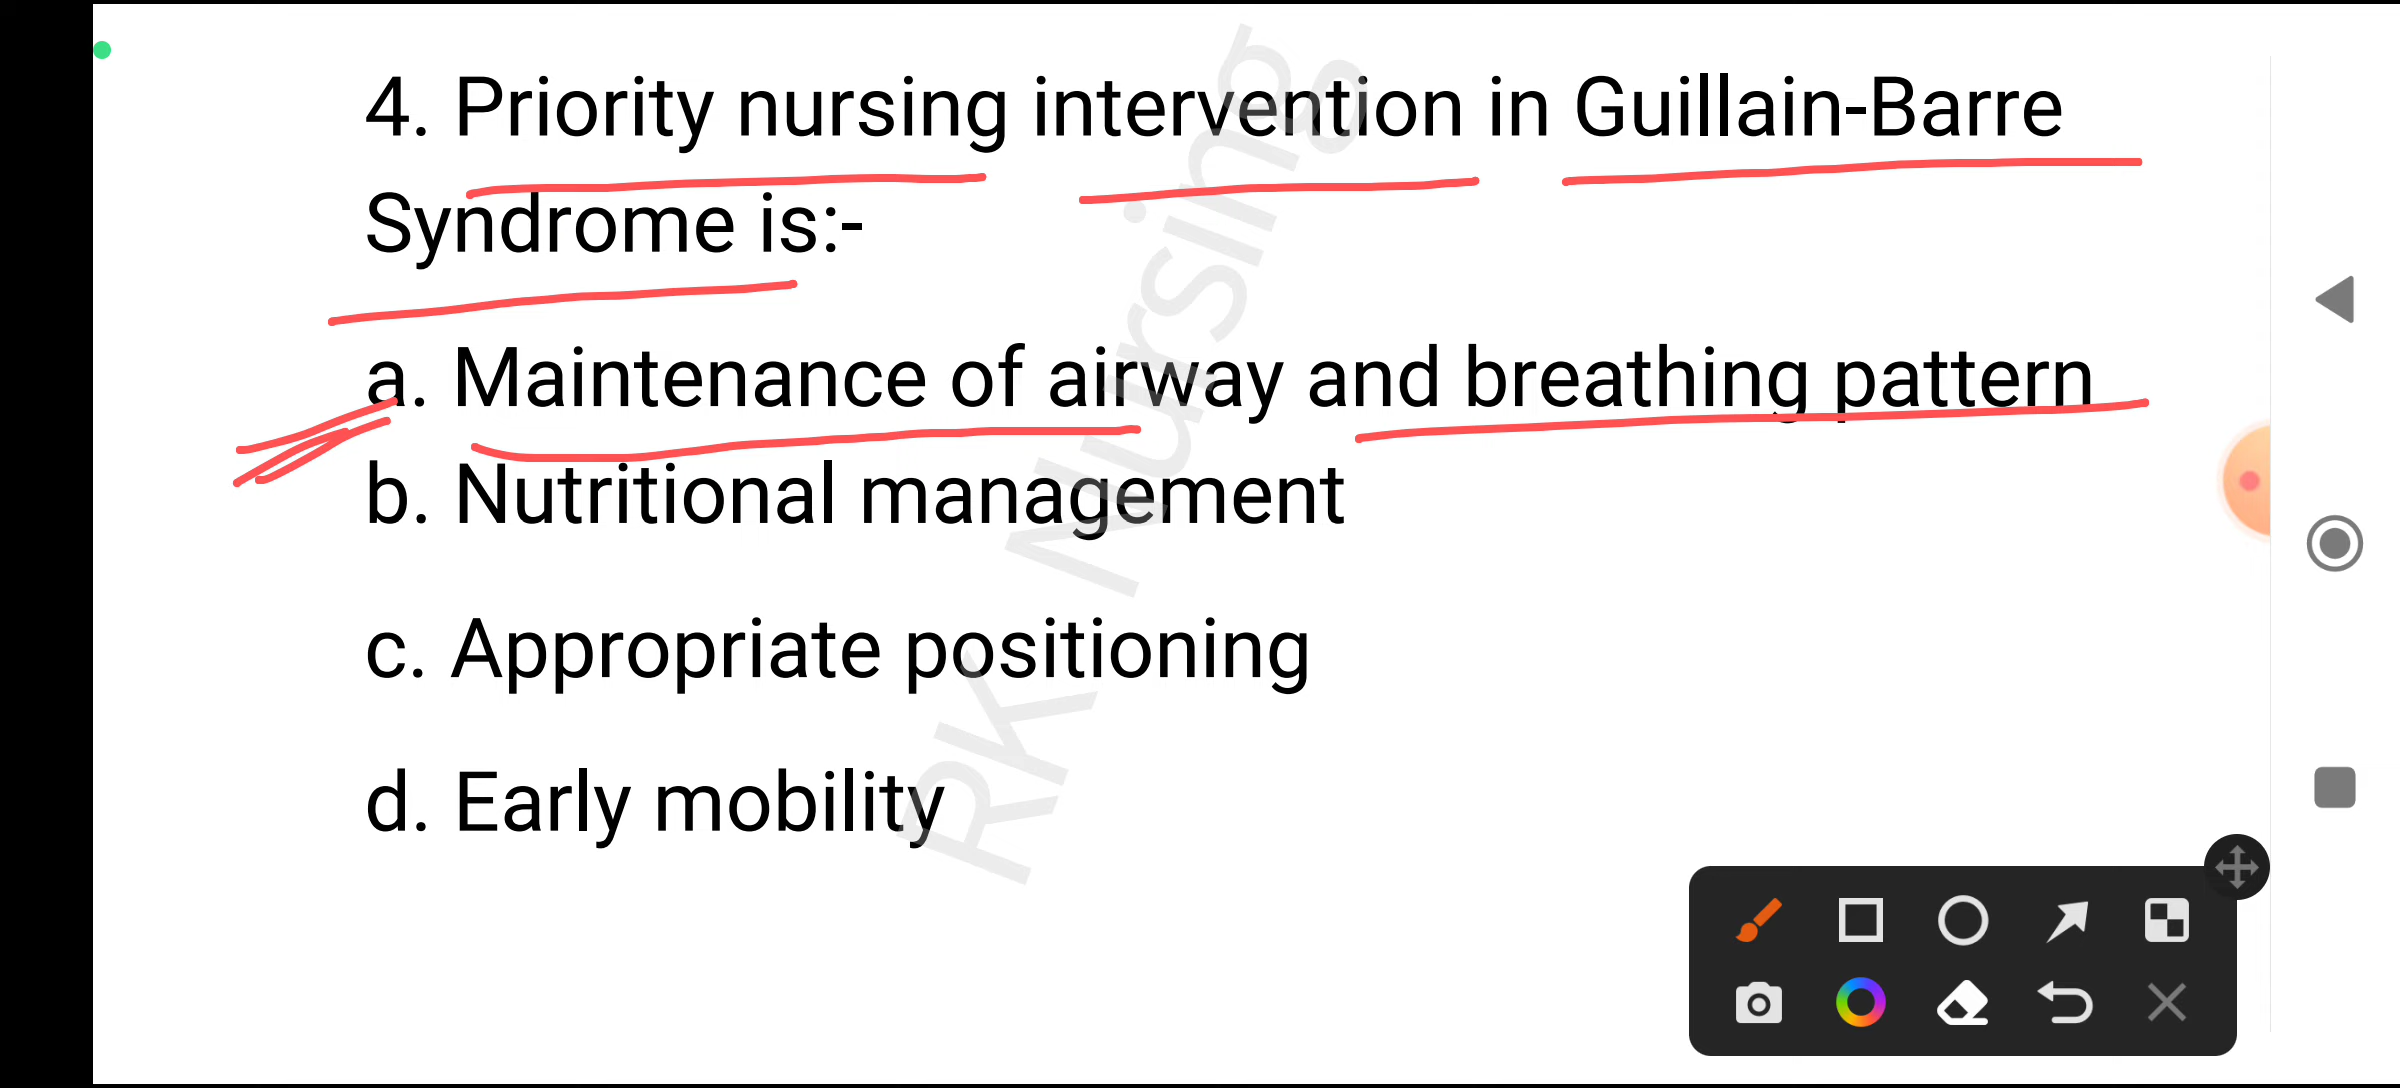 4. Priority nursing intervention in Guillain-Barre
Syndrome is:-
a. Maintenance of airway and breathing pattern
b. Nutritional management
c. Appropriate positioning
d. Early mobility
RK Nursing